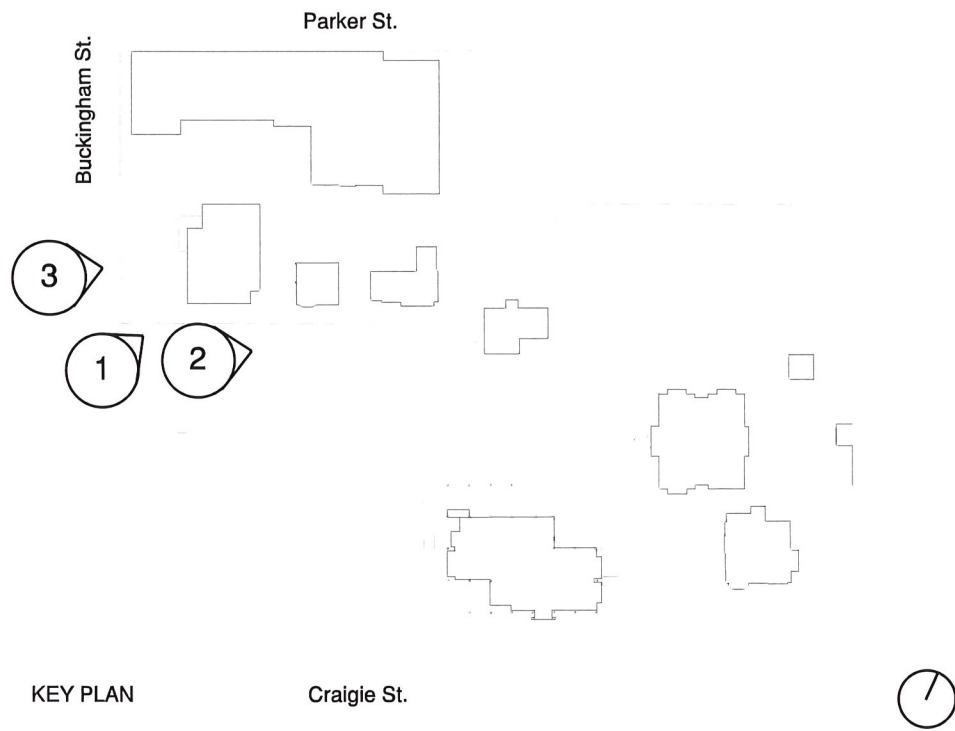 Parker St.
Buckingham St.
3
1
2
KEY PLAN
Craigie St.